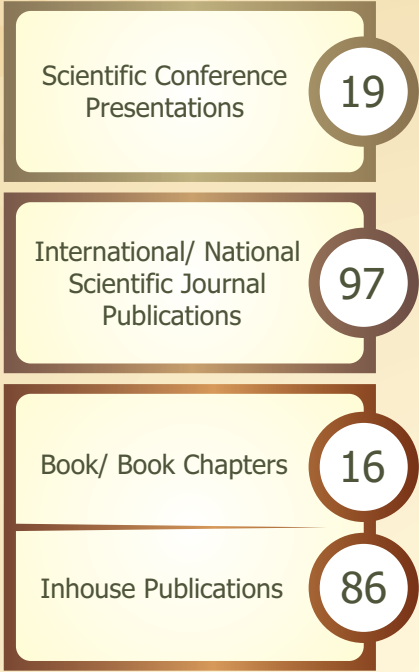 Scientific Conference
Presentations
19
International/ National
Scientific Journal
Publications
97
Book/ Book Chapters
16
Inhouse Publications
86